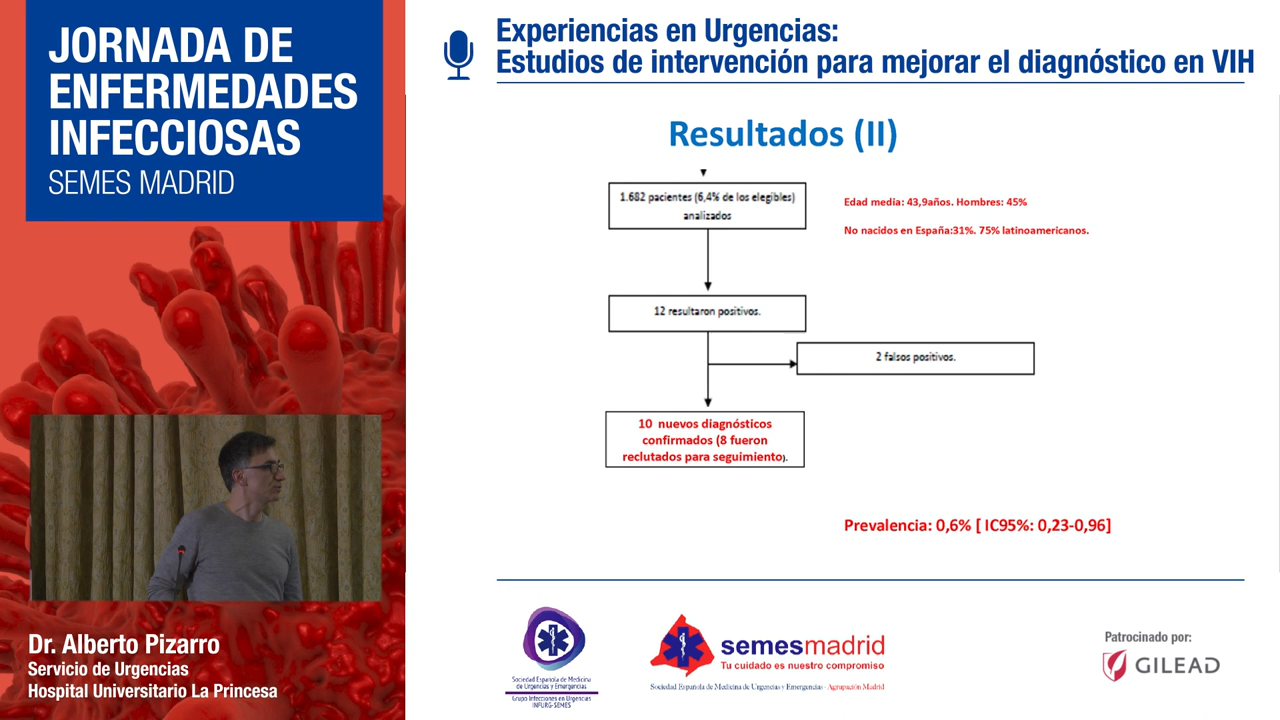 JORNADA DE
ENFERMEDADES
INFECCIOSAS
SEMES MADRID
Experiencias en Urgencias:
Estudios de intervención para mejorar el diagnóstico en VIH
Resultados (II)
1.682 pacientes (6,4% de los elegibles)
analizados
Edad media: 43,9años. Hombres: 45%
No nacidos en España:31%. 75% latinoamericanos.
12 resultaron positivos.
2 falsos positivos.
10 nuevos diagnósticos
confirmados (8 fueron
reclutados para seguimiento).
Prevalencia: 0,6% [ IC95%: 0,23-0,96]
Dr. Alberto Pizarro
Servicio de Urgencias
Hospital Universitario La Princesa
Sociedad Española de Medicina
de Urgencias y Emergencias
Grupo Infecciones en Urgencias
INFURG-SEMES
semesmadrid
Tu cuidado es nuestro compromiso
Sociedad Española de Medicina de Urgencias y Emergencias - Agrupación Madrid
Patrocinado por:
GILEAD